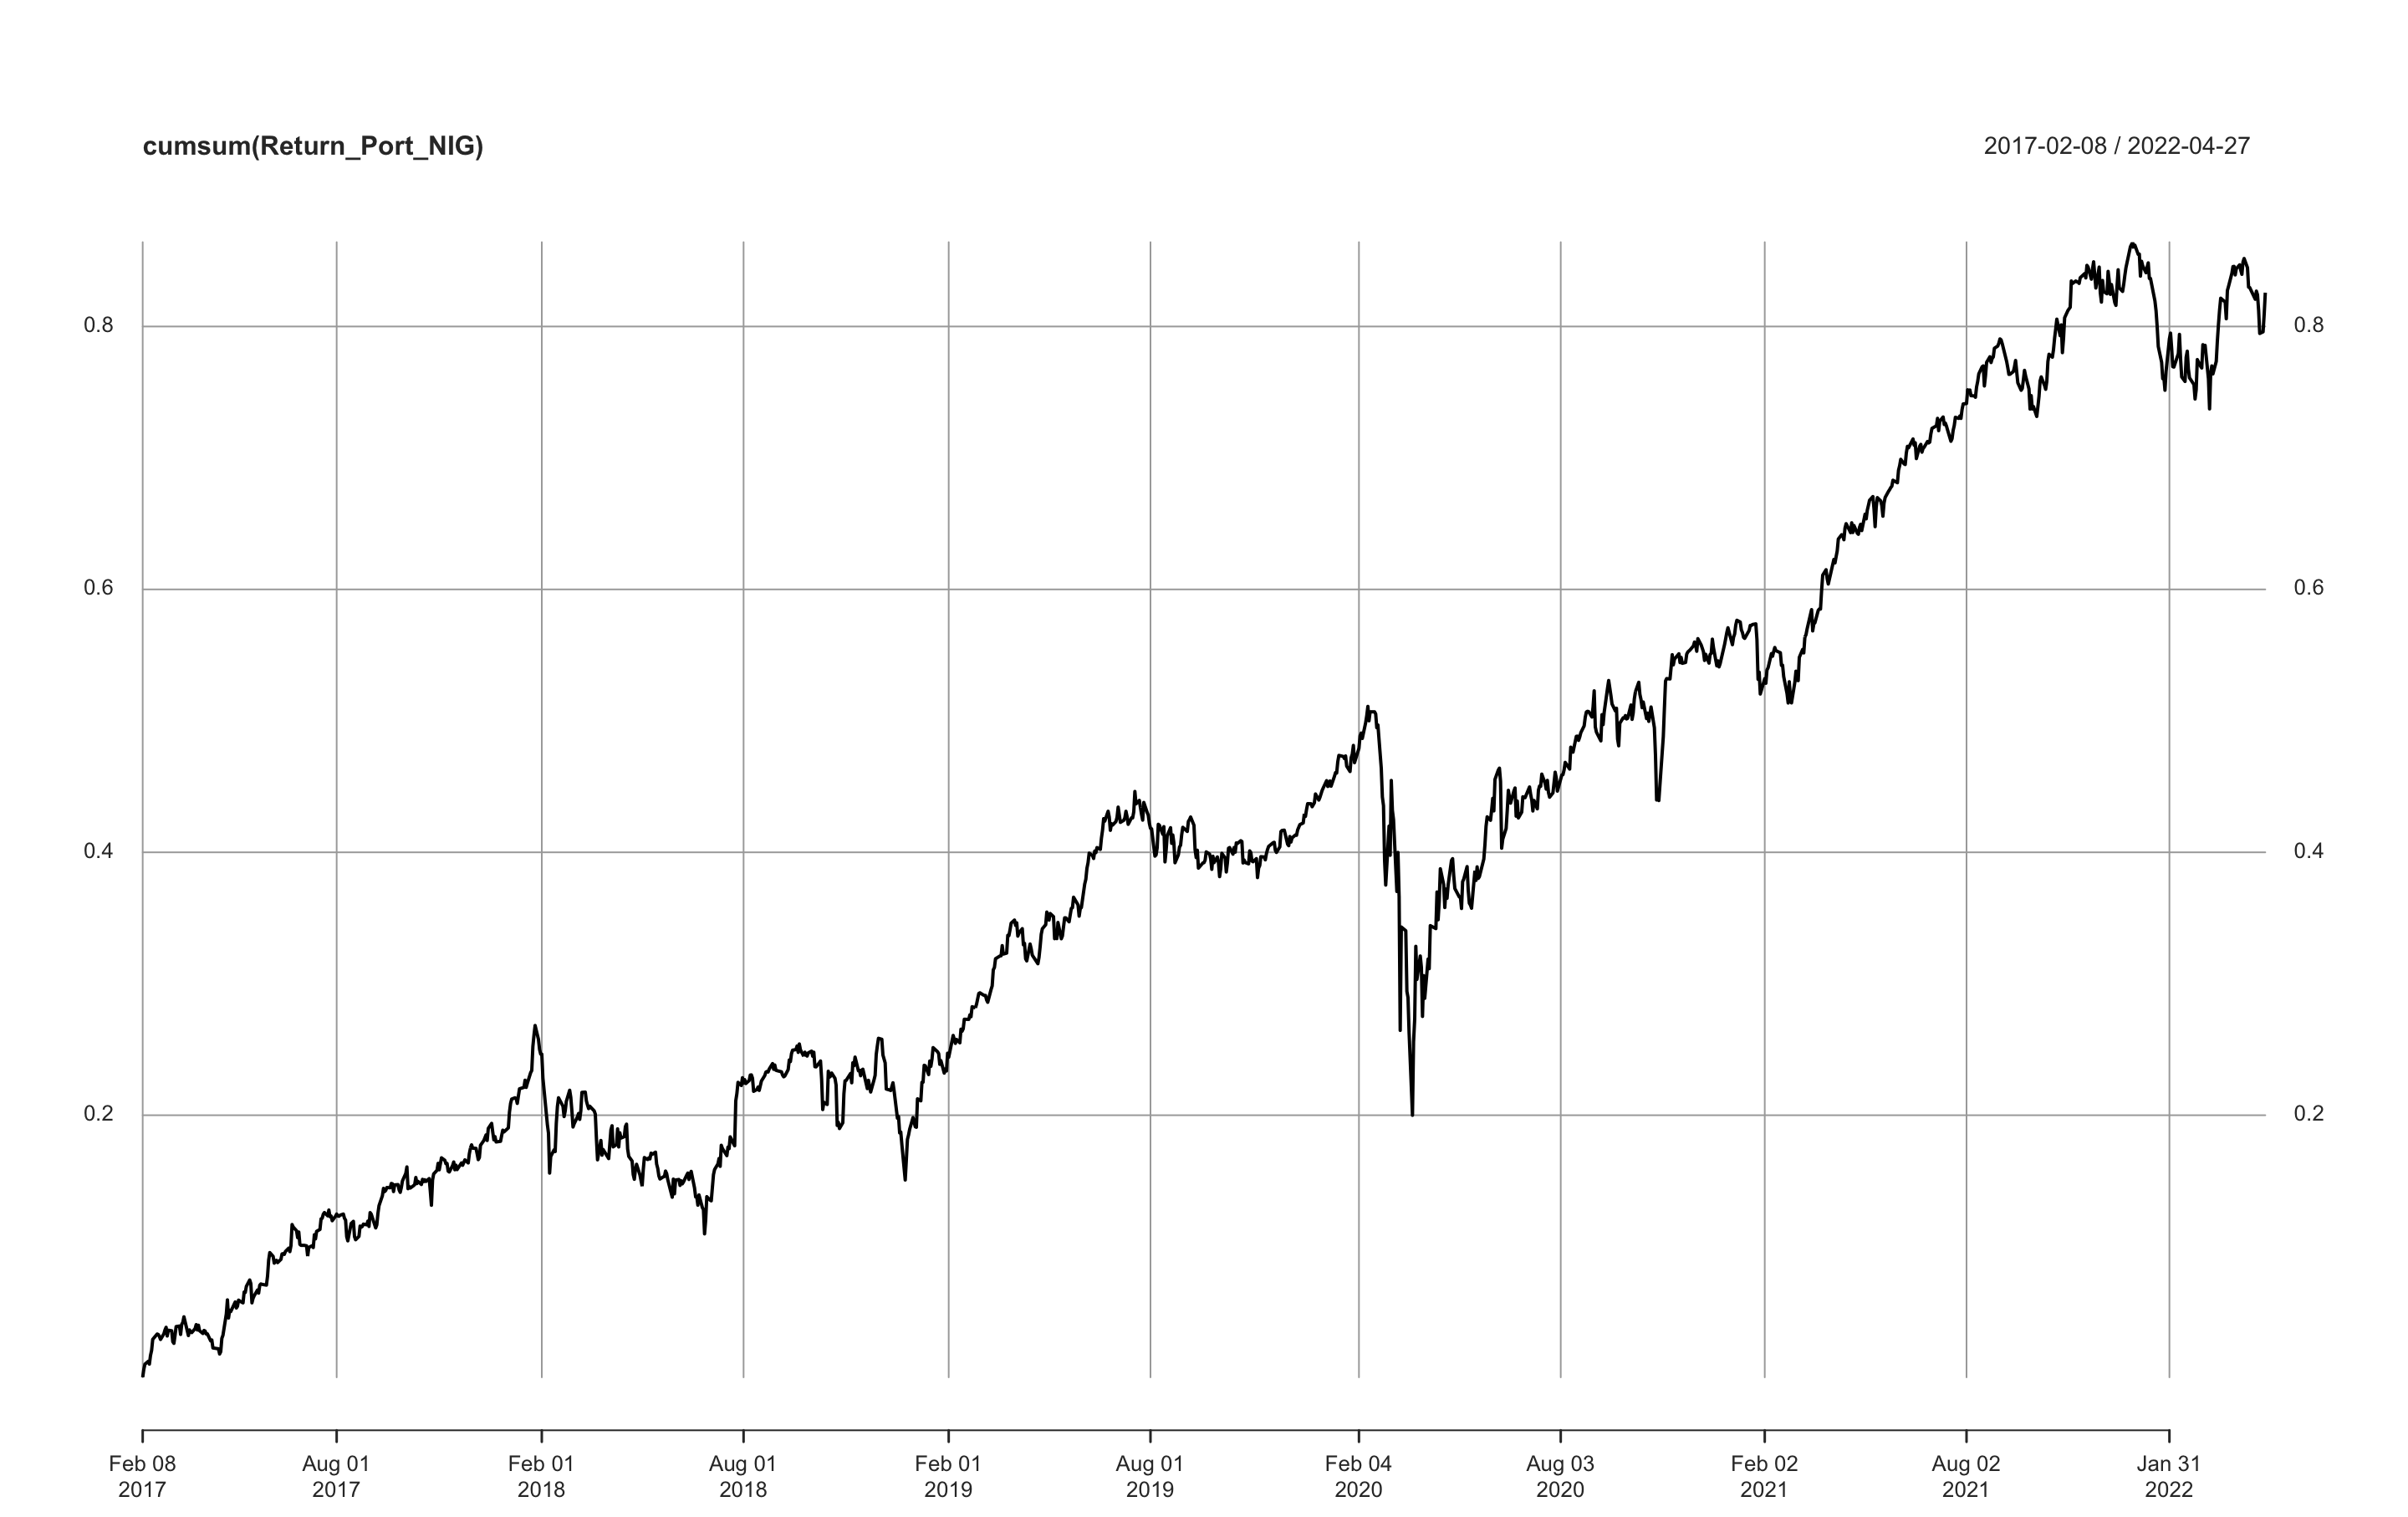 cumsum(Return_Port_NIG)
2017-02-08 / 2022-04-27
0.8
0.8
0.6
0.6
0.4
0.4
0.2
0.2
Feb 08
2017
Aug 01
2017
Feb 01
2018
Aug 01
2018
Feb 01
2019
Aug 01
2019
Feb 04
2020
Aug 03
2020
Feb 02
2021
Aug 02
2021
Jan 31
2022